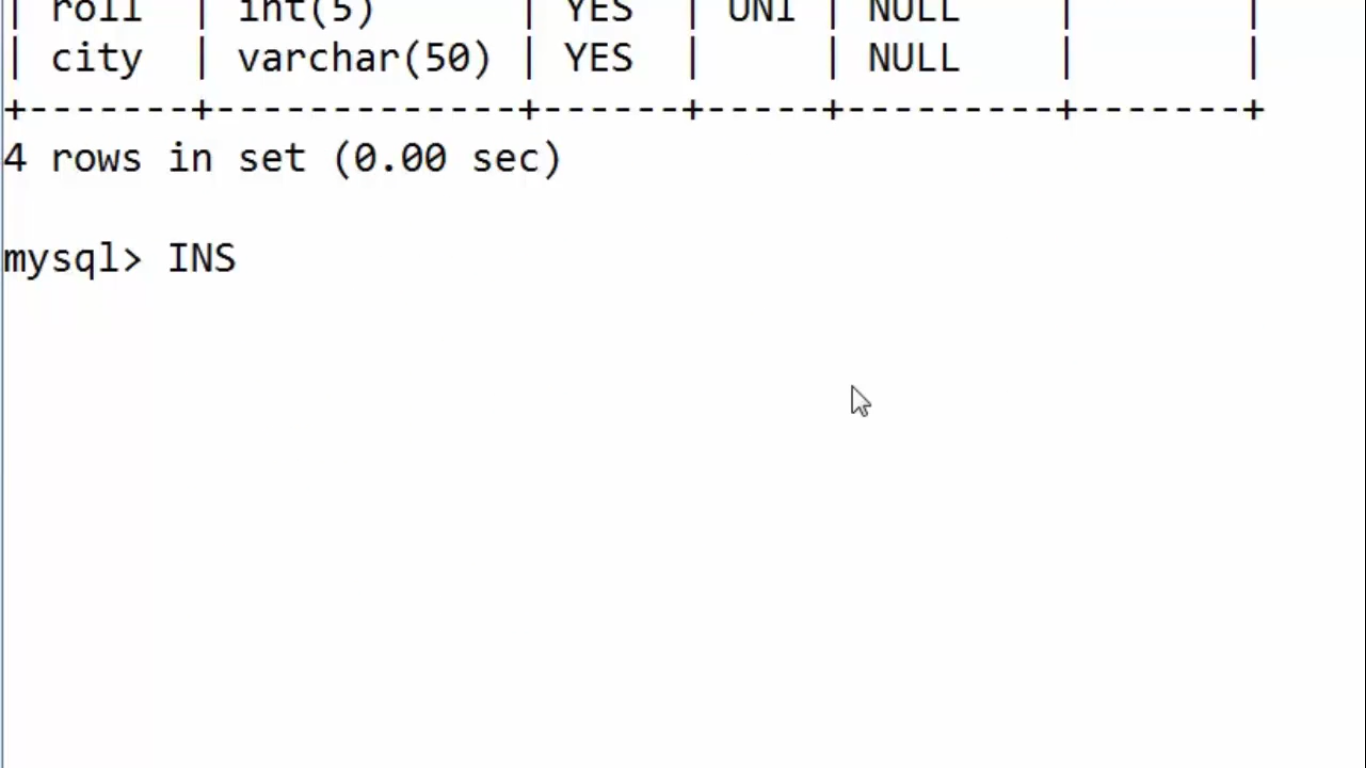 | roll  | int(5)      | YES  | UNI | NULL    |       |
| city  | varchar(50) | YES  |     | NULL    |       |
+-------+-------------+------+-----+---------+-------+
4 rows in set (0.00 sec)
mysql> INS